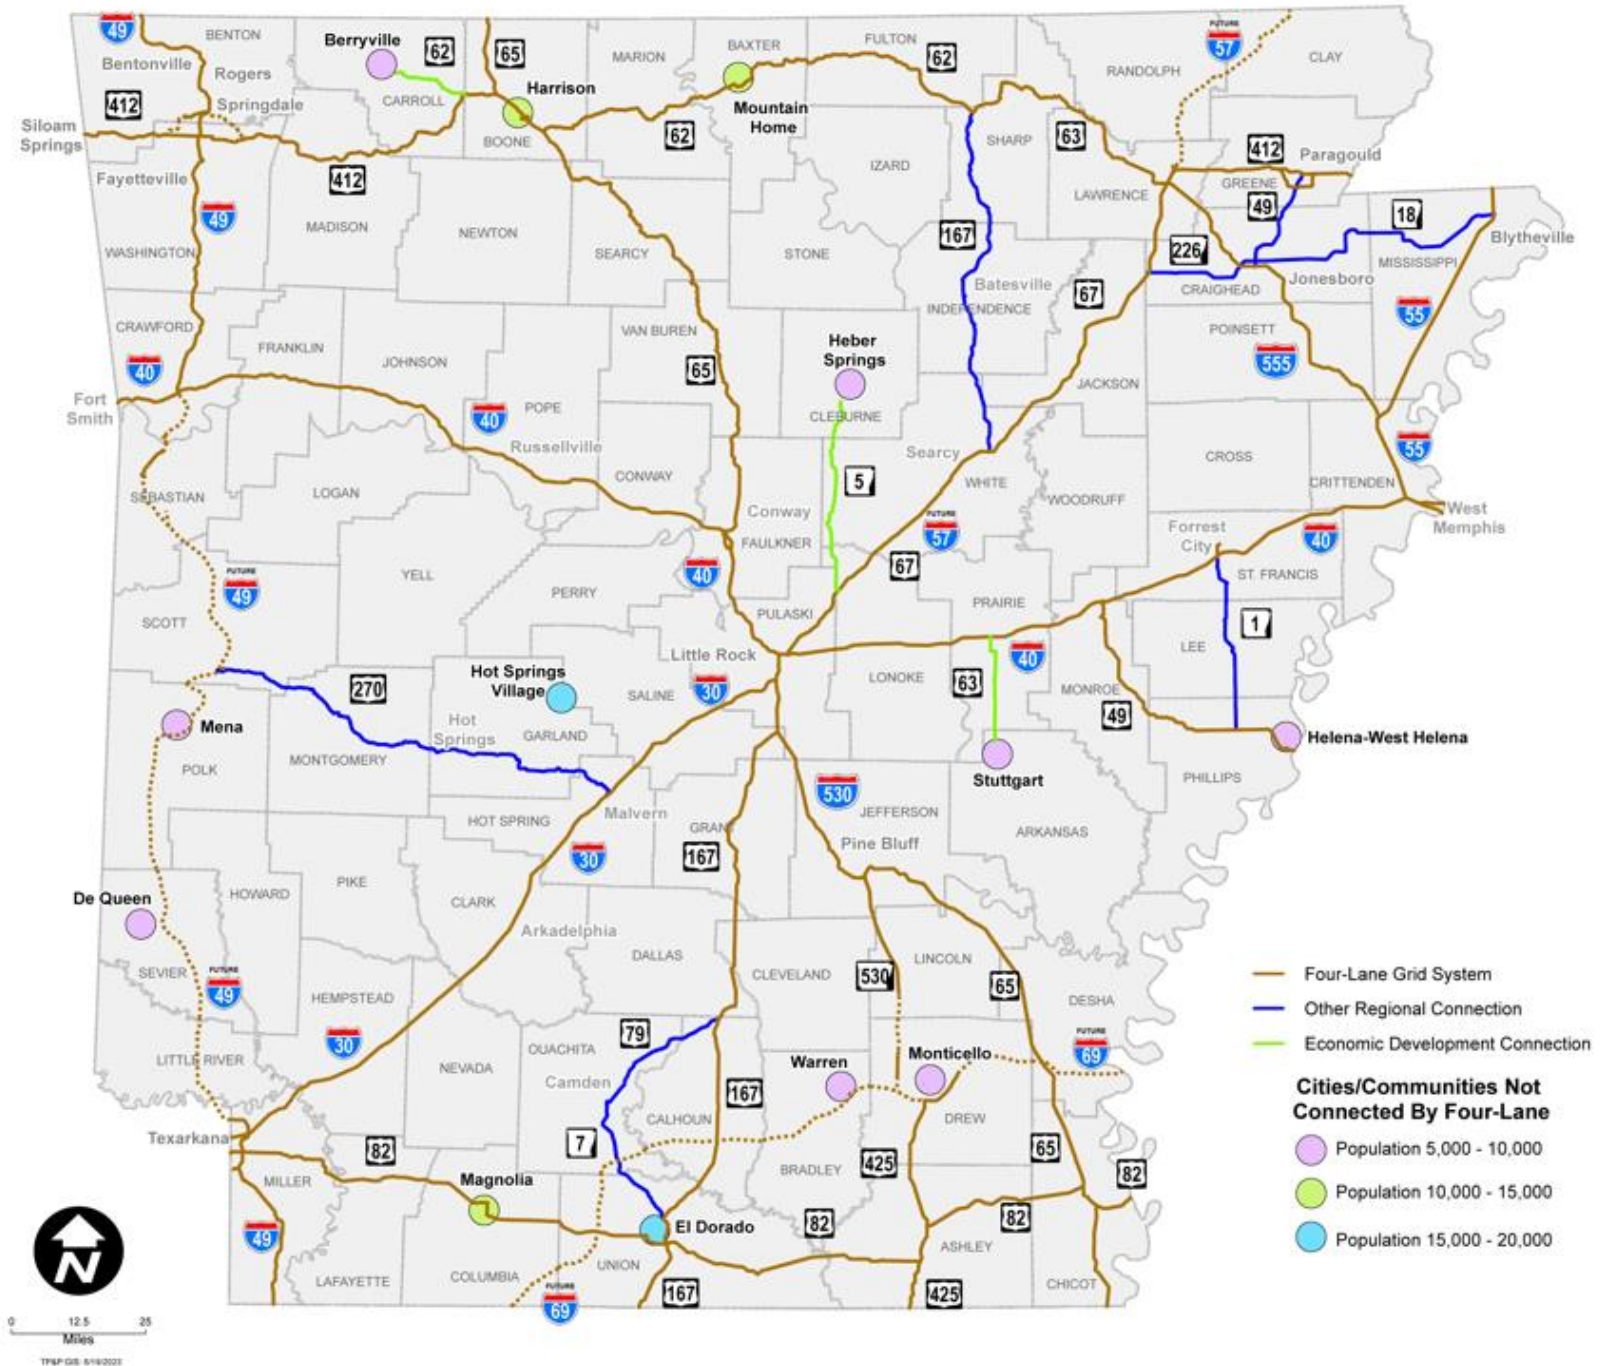 49
BENTON
Berryville
62
65
MARION
BAXTER
FULTON
62
FUTURE
57
CLAY
RANDOLPH
Bentonville
Rogers
412
Springdale
CARROLL
Harrison
BOONE
Mountain
Home
62
SHARP
63
412
Paragould
Siloam
Springs
Fayetteville
412
IZARD
LAWRENCE
GREENE
49
18
49
MADISON
NEWTON
SEARCY
STONE
167
226
Blytheville
WASHINGTON
Batesville
INDEPENDENCE
67
CRAIGHEAD
Jonesboro
MISSISSIPPI
55
CRAWFORD
FRANKLIN
JOHNSON
VAN BUREN
Heber
Springs
POINSETT
555
40
65
JACKSON
Fort
Smith
40
POPE
CLEBURNE
Russellville
Searcy
55
CROSS
CONWAY
5
WHITE
WOODRUFF
CRITTENDEN
SEBASTIAN
LOGAN
Conway
FUTURE
57
Forrest
City
West
Memphis
FAULKNER
40
40
67
YELL
FUTURE
49
PERRY
PULASKI
PRAIRIE
ST. FRANCIS
SCOTT
1
LEE
Little Rock
40
Hot Springs
Village
270
SALINE
30
LONOKE
63
MONROE
49
Mena
Hot
Springs
GARLAND
Helena-West Helena
POLK
MONTGOMERY
Stuttgart
PHILLIPS
530
JEFFERSON
HOT SPRING
Malvern
GRANT
ARKANSAS
Pine Bluff
30
167
PIKE
De Queen
HOWARD
CLARK
Arkadelphia
DALLAS
CLEVELAND
530
LINCOLN
65
Four-Lane Grid System
SEVIER
FUTURE
49
HEMPSTEAD
DESHA
Other Regional Connection
30
79
OUACHITA
FUTURE
69
Economic Development Connection
LITTLE RIVER
NEVADA
Camden
Warren
Monticello
Cities/Communities Not
Connected By Four-Lane
167
CALHOUN
DREW
Texarkana
82
7
65
Population 5,000 - 10,000
425
BRADLEY
82
MILLER
Magnolia
Population 10,000 - 15,000
49
El Dorado
82
82
Population 15,000 - 20,000
ASHLEY
N
LAFAYETTE
COLUMBIA
UNION
CHICOT
FUTURE
69
167
425
0 12.5 25
Miles
TP&P GIS: 6/19/2023